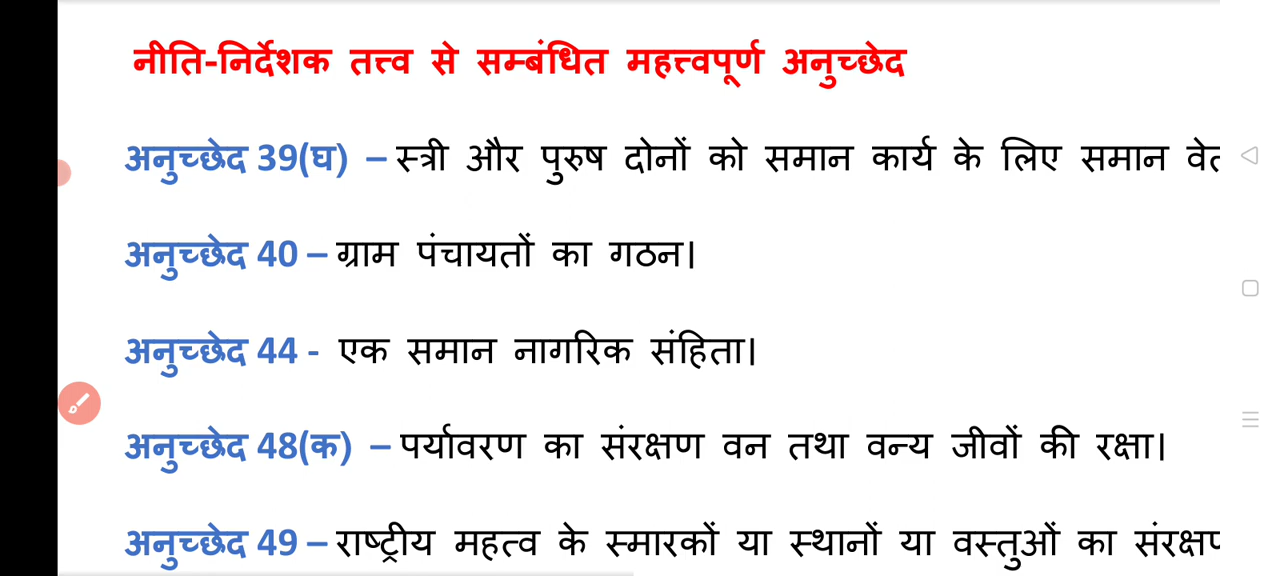 नीति-निर्देशक तत्त्व से सम्बंधित महत्त्वपूर्ण अनुच्छेद
अनुच्छेद 39(घ) – स्त्री और पुरुष दोनों को समान कार्य के लिए समान
अनुच्छेद 40 – ग्राम पंचायतों का गठन।
अनुच्छेद 44 - एक समान नागरिक संहिता।
अनुच्छेद 48(क) – पर्यावरण का संरक्षण वन तथा वन्य जीवों की रक्षा।
अनुच्छेद 49 – राष्ट्रीय महत्व के स्मारकों या स्थानों या वस्तुओं का